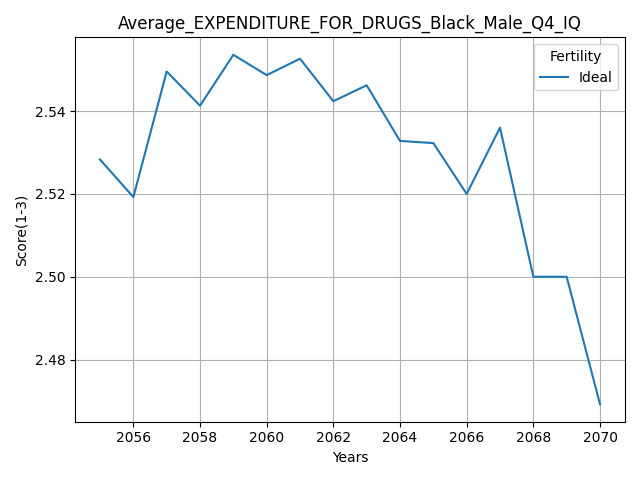 Average_EXPENDITURE_FOR_DRUGS_Black_Male_Q4_IQ
Fertility
Ideal
2.54
2.52
2.50
2.48
Score(1-3)
2056 2058 2060 2062 2064 2066 2068 2070
Years